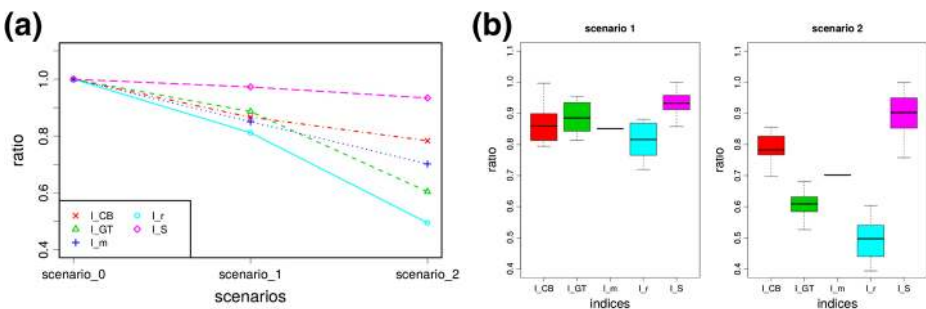 (a)
ratio
1.0
0.8
0.6
0.4
I_CB
I_GT
I_m
I_r
I_S
scenario_0 scenario_1 scenario_2
scenarios
(b)
scenario 1
ratio
1.1
1.0
0.9
0.8
0.7
0.6
0.5
0.4
I_CB I_GT I_m I_r I_S
indices
scenario 2
ratio
1.1
1.0
0.9
0.8
0.7
0.6
0.5
0.4
I_CB I_GT I_m I_r I_S
indices